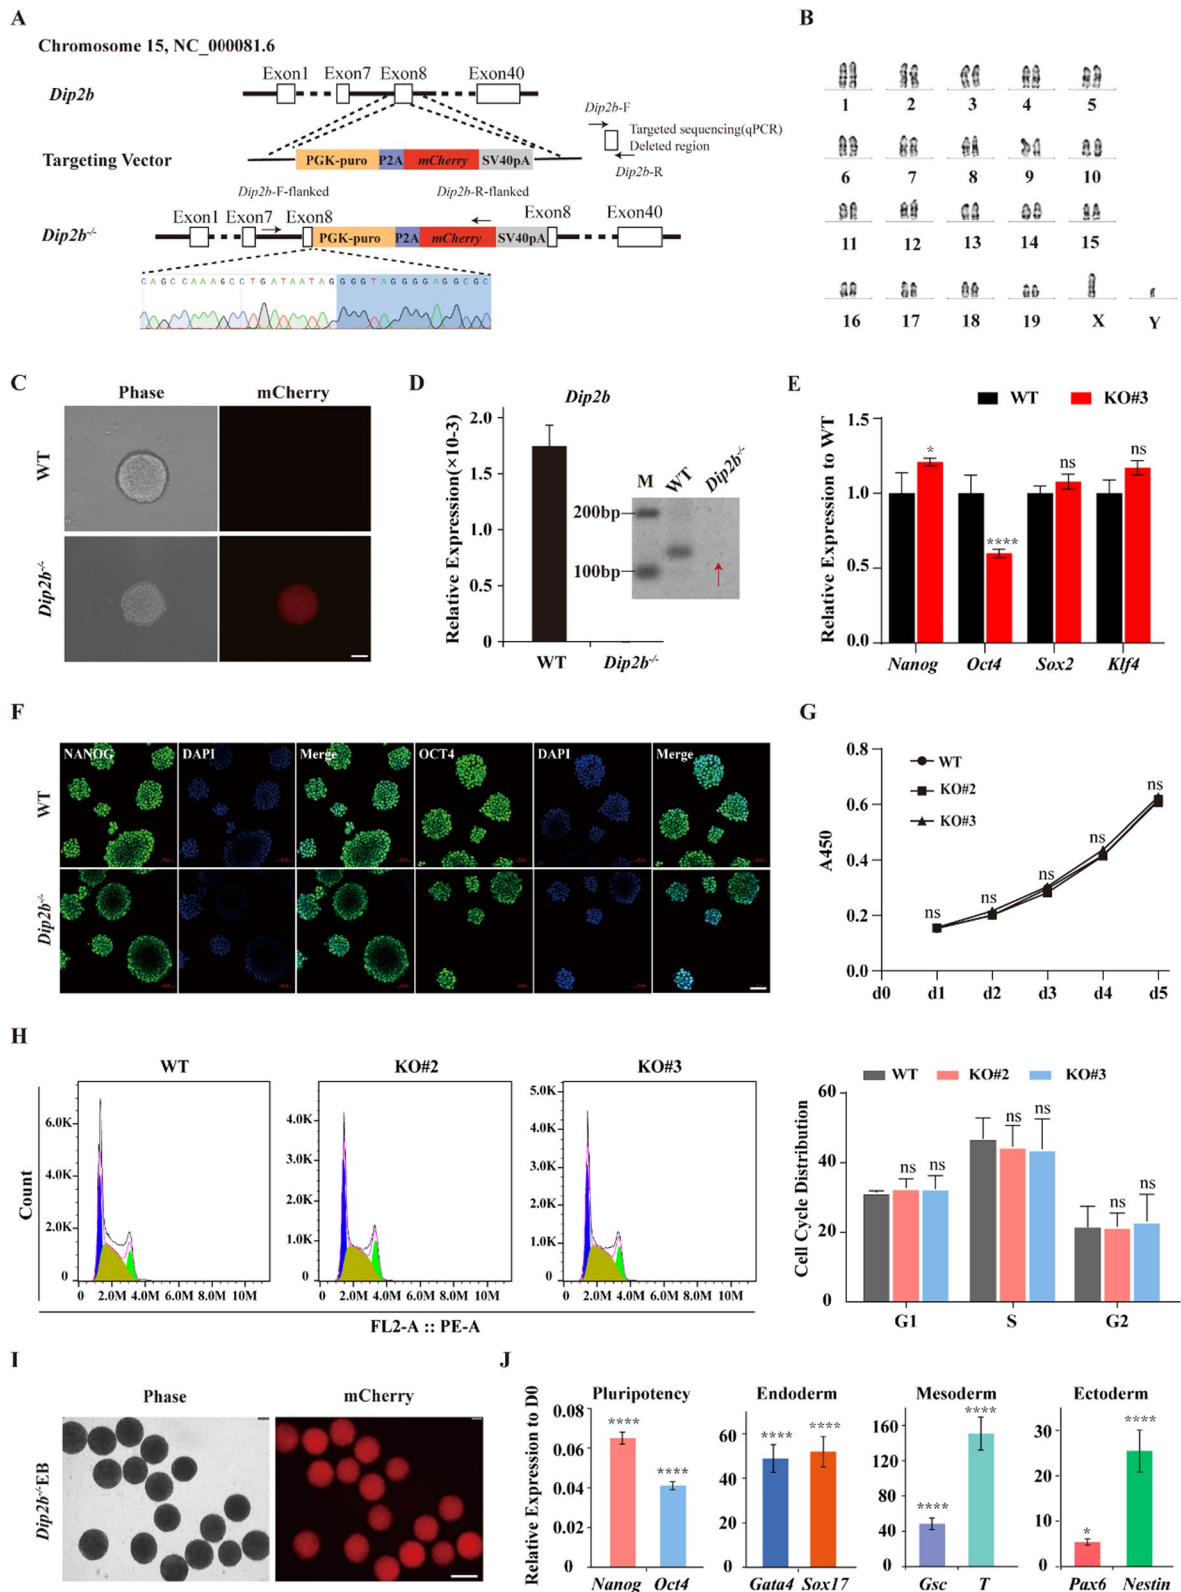 A
Chromosome 15, NC_000081.6
Exon1 Exon7 Exon8 Exon40
Dip2b
Dip2b-F
Targeted sequencing(qPCR)
Deleted region
Dip2b-R
Targeting Vector
PGK-puro P2A mCherry SV40pA
Dip2b-F-flanked Dip2b-R-flanked
Exon1 Exon7 Exon8 Exon8 Exon40
Dip2b-/-
PGK-puro P2A mCherry SV40pA
CAGCCAAAGCCTGATAATAGGGGTAGGGGAGGCGC
B
1 2 3 4 5
6 7 8 9 10
11 12 13 14 15
16 17 18 19 X Y
C
Phase mCherry
WT
Dip2b-/-
D
Dip2b
Relative Expression(×10-3)
2.0
1.5
1.0
0.5
0
WT Dip2b-/-
M WT Dip2b-/-
200bp
100bp
E
WT KO#3
Relative Expression to WT
1.5
1.0
0.5
0.0
* **** ns ns
Nanog Oct4 Sox2 Klf4
F
NANOG DAPI Merge OCT4 DAPI Merge
WT
Dip2b-/-
G
A450
0.8
0.6
0.4
0.2
0.0
WT
KO#2
KO#3
ns ns ns ns ns
d0 d1 d2 d3 d4 d5
H
WT KO#2 KO#3
Count
6.0K
4.0K
2.0K
0
4.0K
3.0K
2.0K
1.0K
0
5.0K
4.0K
3.0K
2.0K
1.0K
0
0 2.0M 4.0M 6.0M 8.0M 10M
0 2.0M 4.0M 6.0M 8.0M 10M
0 2.0M 4.0M 6.0M 8.0M 10M
FL2-A :: PE-A
WT KO#2 KO#3
Cell Cycle Distribution
60
40
20
0
ns ns ns ns ns ns
G1 S G2
I
Phase mCherry
Dip2b-/-EB
J
Relative Expression to D0
Pluripotency
0.08
0.06
0.04
0.02
0
**** ****
Nanog Oct4
Endoderm
60
40
20
0
**** ****
Gata4 Sox17
Mesoderm
160
120
80
40
0
**** ****
Gsc T
Ectoderm
30
20
10
0
* ****
Pax6 Nestin